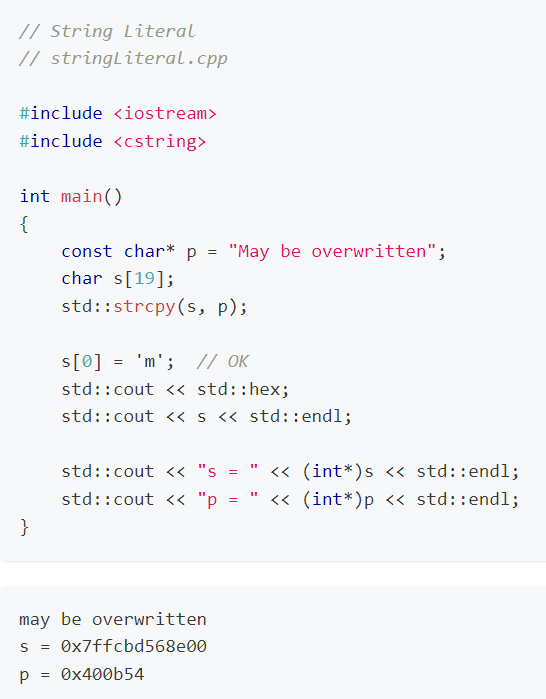 // String Literal
// stringLiteral.cpp
#include <iostream>
#include <cstring>
int main()
{
const char* p = "May be overwritten";
char s[19];
std::strcpy(s, p);
s[0] = 'm';  // OK
std::cout << std::hex;
std::cout << s << std::endl;
std::cout << "s = " << (int*)s << std::endl;
std::cout << "p = " << (int*)p << std::endl;
}
may be overwritten
s = 0x7ffcbd568e00
p = 0x400b54